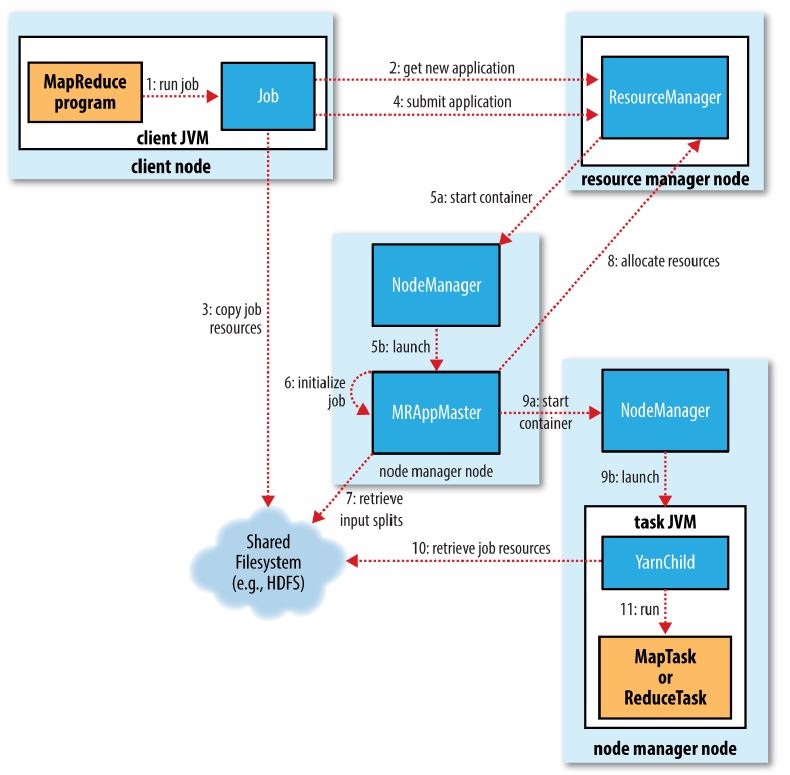 MapReduce
program
1: run job
Job
client JVM
client node
2: get new application
4: submit application
ResourceManager
resource manager node
5a: start container
8: allocate resources
3: copy job
resources
NodeManager
5b: launch
6: initialize
job
MRAppMaster
node manager node
9a: start
container
NodeManager
9b: launch
7: retrieve
input splits
task JVM
Shared
Filesystem
(e.g., HDFS)
10: retrieve job resources
YarnChild
11: run
MapTask
or
ReduceTask
node manager node